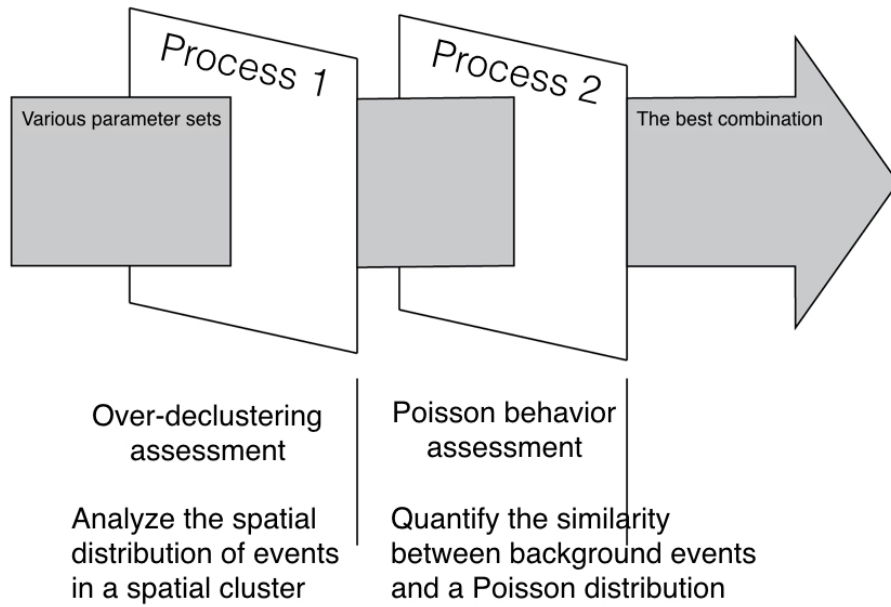 Process 1
Process 2
Various parameter sets
The best combination
Over-declustering
assessment
Poisson behavior
assessment
Analyze the spatial
distribution of events
in a spatial cluster
Quantify the similarity
between background events
and a Poisson distribution